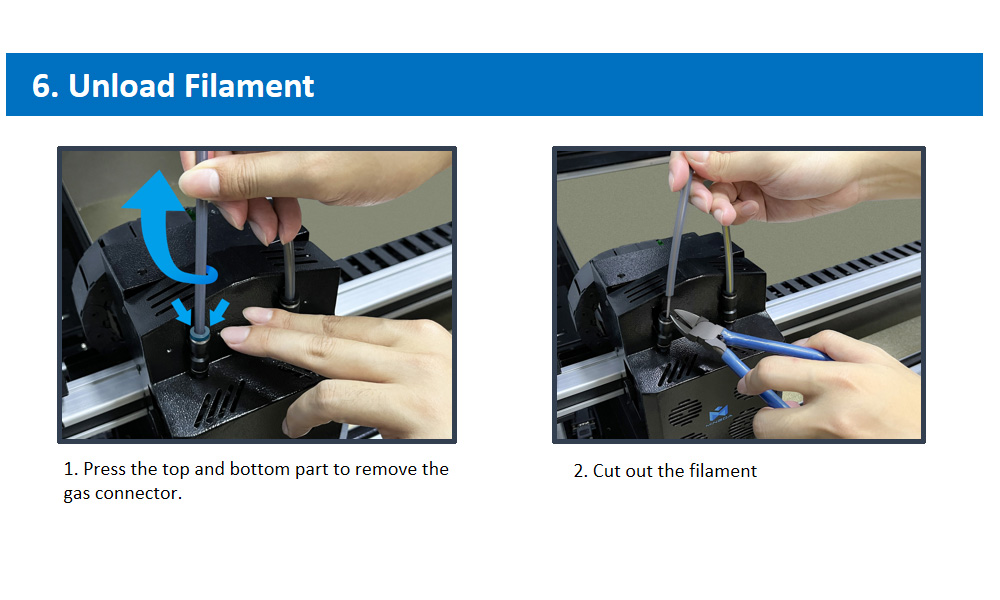 6. Unload Filament
1. Press the top and bottom part to remove the
gas connector.
2. Cut out the filament